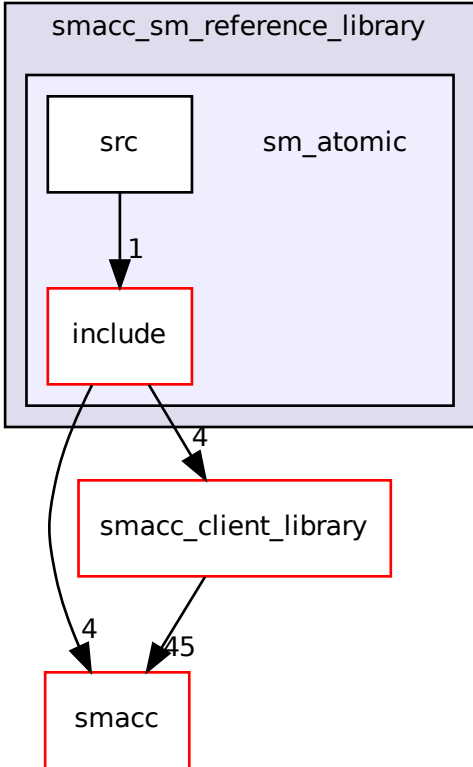 smacc_sm_reference_library
src
sm_atomic
1
include
4
smacc_client_library
4
45
smacc